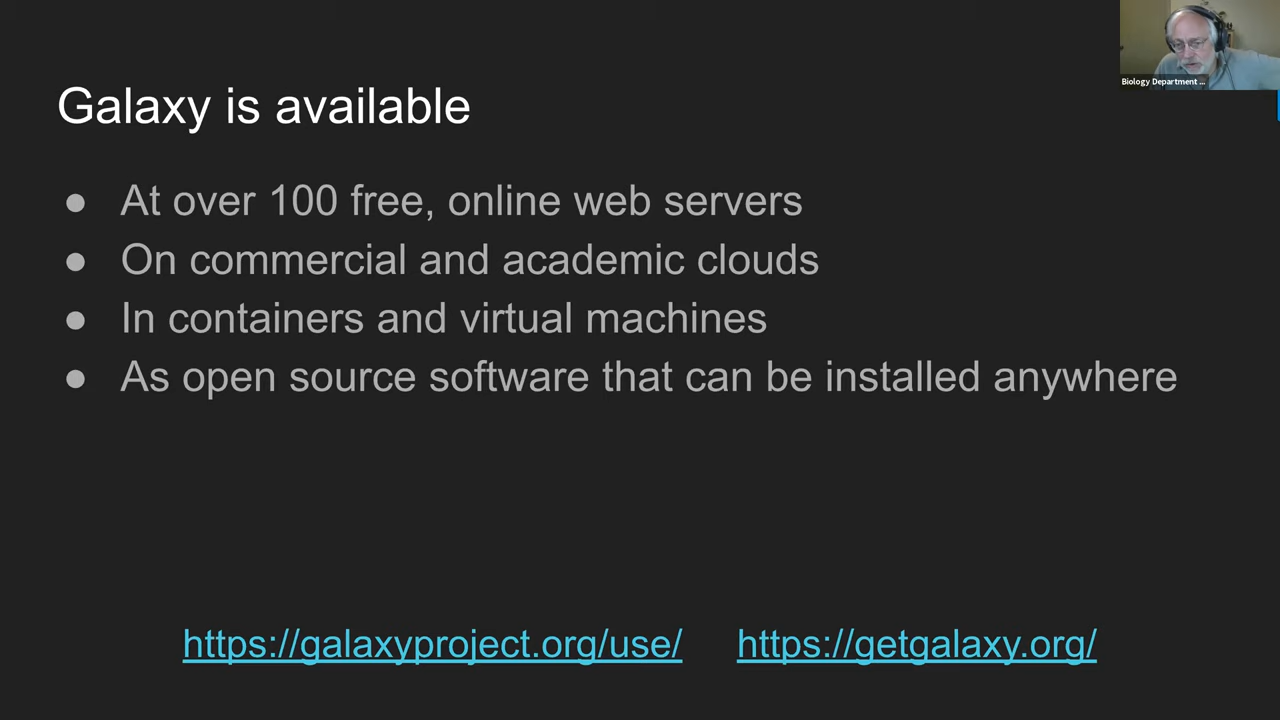 Biology Department ...
Galaxy is available
● At over 100 free, online web servers
● On commercial and academic clouds
● In containers and virtual machines
● As open source software that can be installed anywhere
https://galaxyproject.org/use/ https://getgalaxy.org/